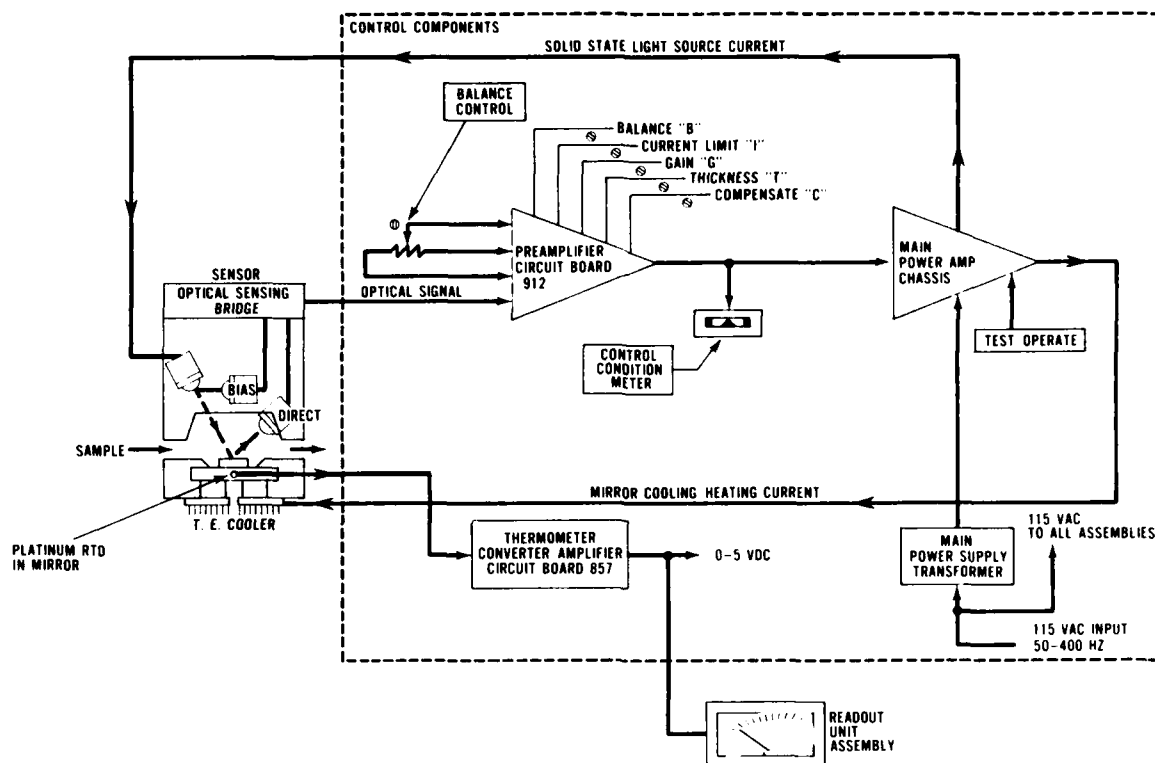 CONTROL COMPONENTS
SOLID STATE LIGHT SOURCE CURRENT
BALANCE
CONTROL
BALANCE "B"
CURRENT LIMIT "I"
GAIN "G"
THICKNESS "T"
COMPENSATE "C"
PREAMPLIFIER
CIRCUIT BOARD
912
MAIN
POWER AMP
CHASSIS
SENSOR
OPTICAL SENSING
BRIDGE
OPTICAL SIGNAL
TEST OPERATE
CONTROL
CONDITION
METER
BIAS
DIRECT
SAMPLE
MIRROR COOLING HEATING CURRENT
T. E. COOLER
PLATINUM RTD
IN MIRROR
THERMOMETER
CONVERTER AMPLIFIER
CIRCUIT BOARD 857
0-5 VDC
MAIN
POWER SUPPLY
TRANSFORMER
115 VAC
TO ALL ASSEMBLIES
115 VAC INPUT
50-400 HZ
READOUT
UNIT
ASSEMBLY